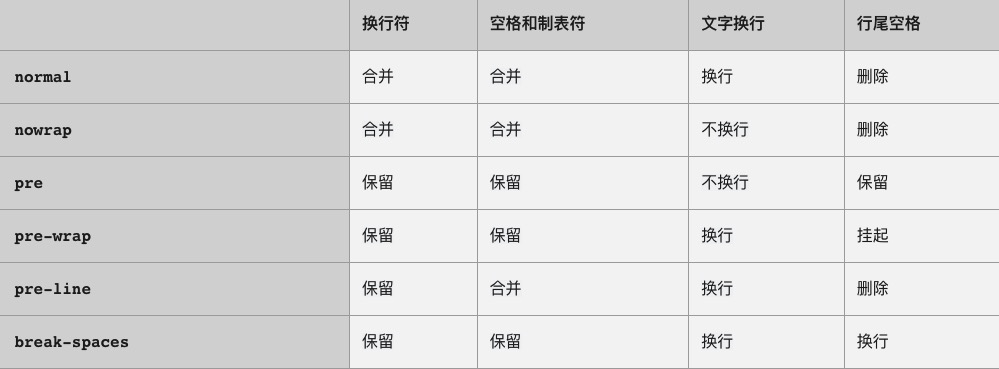 换行符 空格和制表符 文字换行 行尾空格
normal 合并 合并 换行 删除
nowrap 合并 合并 不换行 删除
pre 保留 保留 不换行 保留
pre-wrap 保留 保留 换行 挂起
pre-line 保留 合并 换行 删除
break-spaces 保留 保留 换行 换行